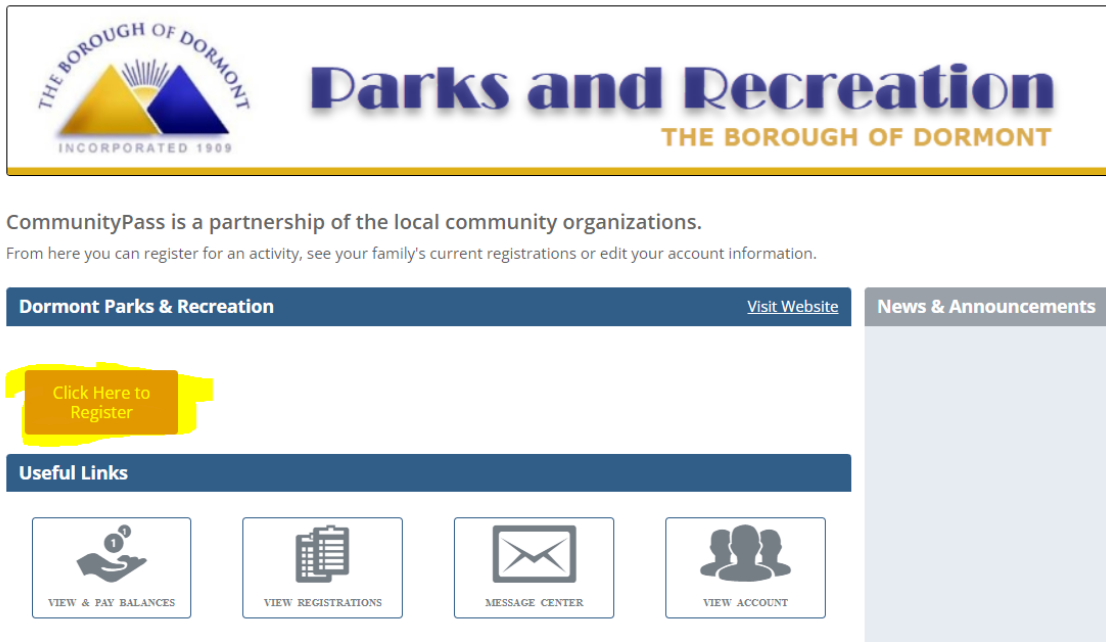 THE BOROUGH OF DORMONT
INCORPORATED 1909
Parks and Recreation
THE BOROUGH OF DORMONT
CommunityPass is a partnership of the local community organizations.
From here you can register for an activity, see your family's current registrations or edit your account information.
Dormont Parks & Recreation
Visit Website
News & Announcements
Click Here to
Register
Useful Links
1
1
VIEW & PAY BALANCES
VIEW REGISTRATIONS
MESSAGE CENTER
VIEW ACCOUNT